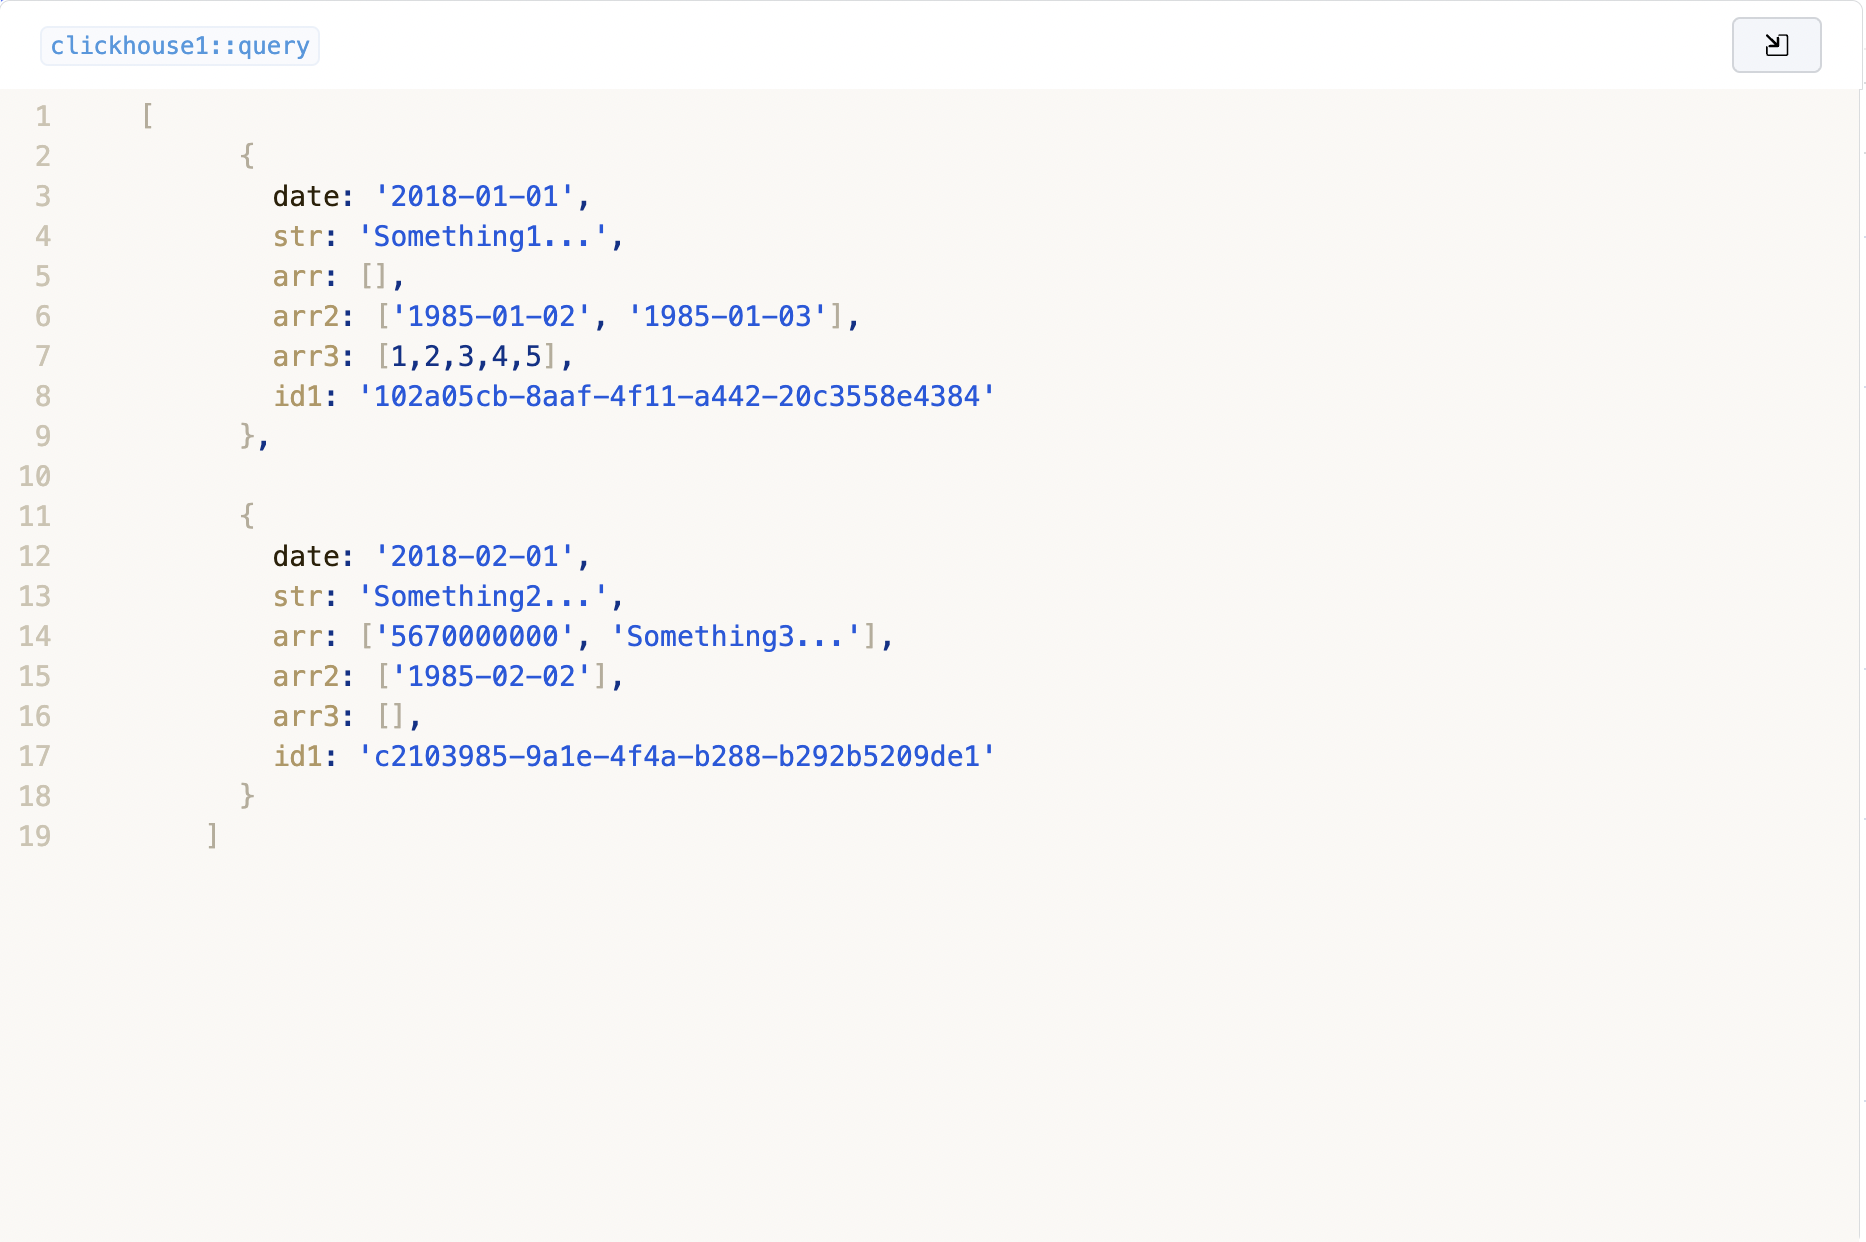 clickhouse1::query
1 [
2 {
3 date: '2018-01-01',
4 str: 'Something1...',
5 arr: [],
6 arr2: ['1985-01-02', '1985-01-03'],
7 arr3: [1,2,3,4,5],
8 id1: '102a05cb-8aaf-4f11-a442-20c3558e4384'
9 },
10
11 {
12 date: '2018-02-01',
13 str: 'Something2...',
14 arr: ['5670000000', 'Something3...'],
15 arr2: ['1985-02-02'],
16 arr3: [],
17 id1: 'c2103985-9a1e-4f4a-b288-b292b5209de1'
18 }
19 ]